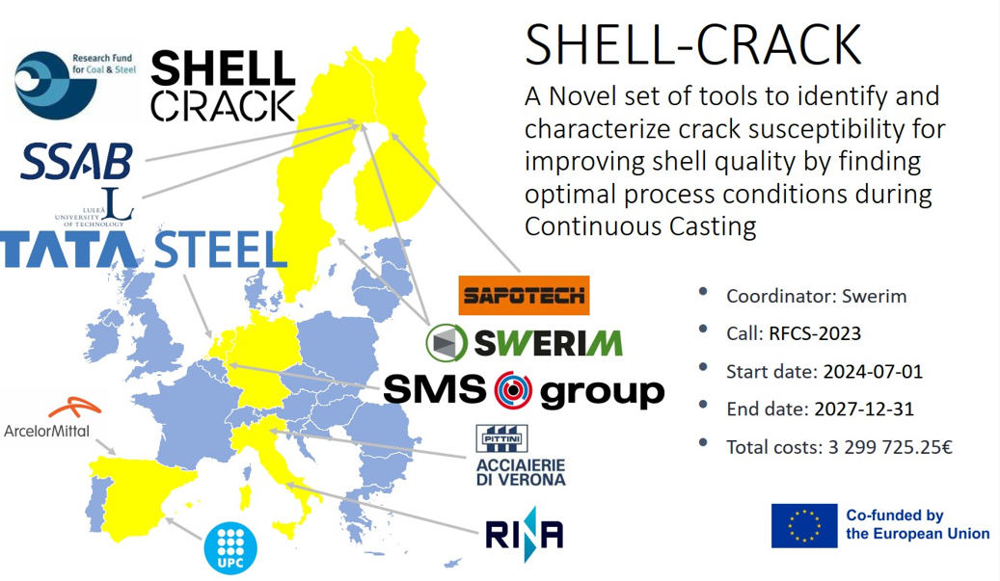 Research Fund
for Coal & Steel
SHELL
CRACK
SSAB
LULEÅ
UNIVERSITY
OF TECHNOLOGY
L
TATA STEEL
ArcelorMittal
UPC
SHELL-CRACK
A Novel set of tools to identify and
characterize crack susceptibility for
improving shell quality by finding
optimal process conditions during
Continuous Casting
SAPOTECH
SWERIM
SMS group
PITTINI
ACCIAIERIE
DI VERONA
RINA
• Coordinator: Swerim
• Call: RFCS-2023
• Start date: 2024-07-01
• End date: 2027-12-31
• Total costs: 3 299 725.25€
Co-funded by
the European Union